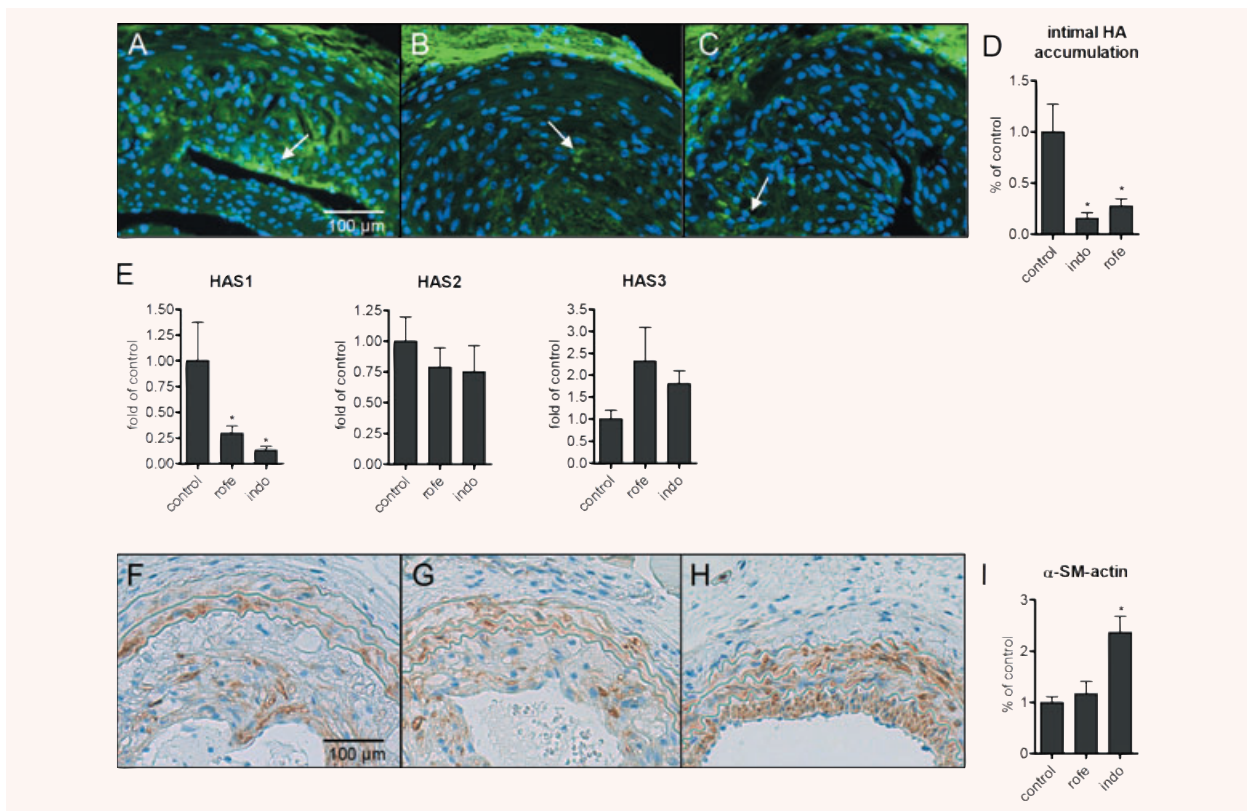 A
B
C
100 µm
D
intimal HA
accumulation
1.5
1.0
0.5
0.0
% of control
*
*
control
indo
rofe
E
HAS1
1.50
1.25
1.00
0.75
0.50
0.25
0.00
fold of control
*
*
control
rofe
indo
HAS2
1.25
1.00
0.75
0.50
0.25
0.00
fold of control
control
rofe
indo
HAS3
3.5
3.0
2.5
2.0
1.5
1.0
0.5
0.0
fold of control
control
rofe
indo
F
G
H
100 µm
I
α-SM-actin
3
2
1
0
% of control
*
control
rofe
indo